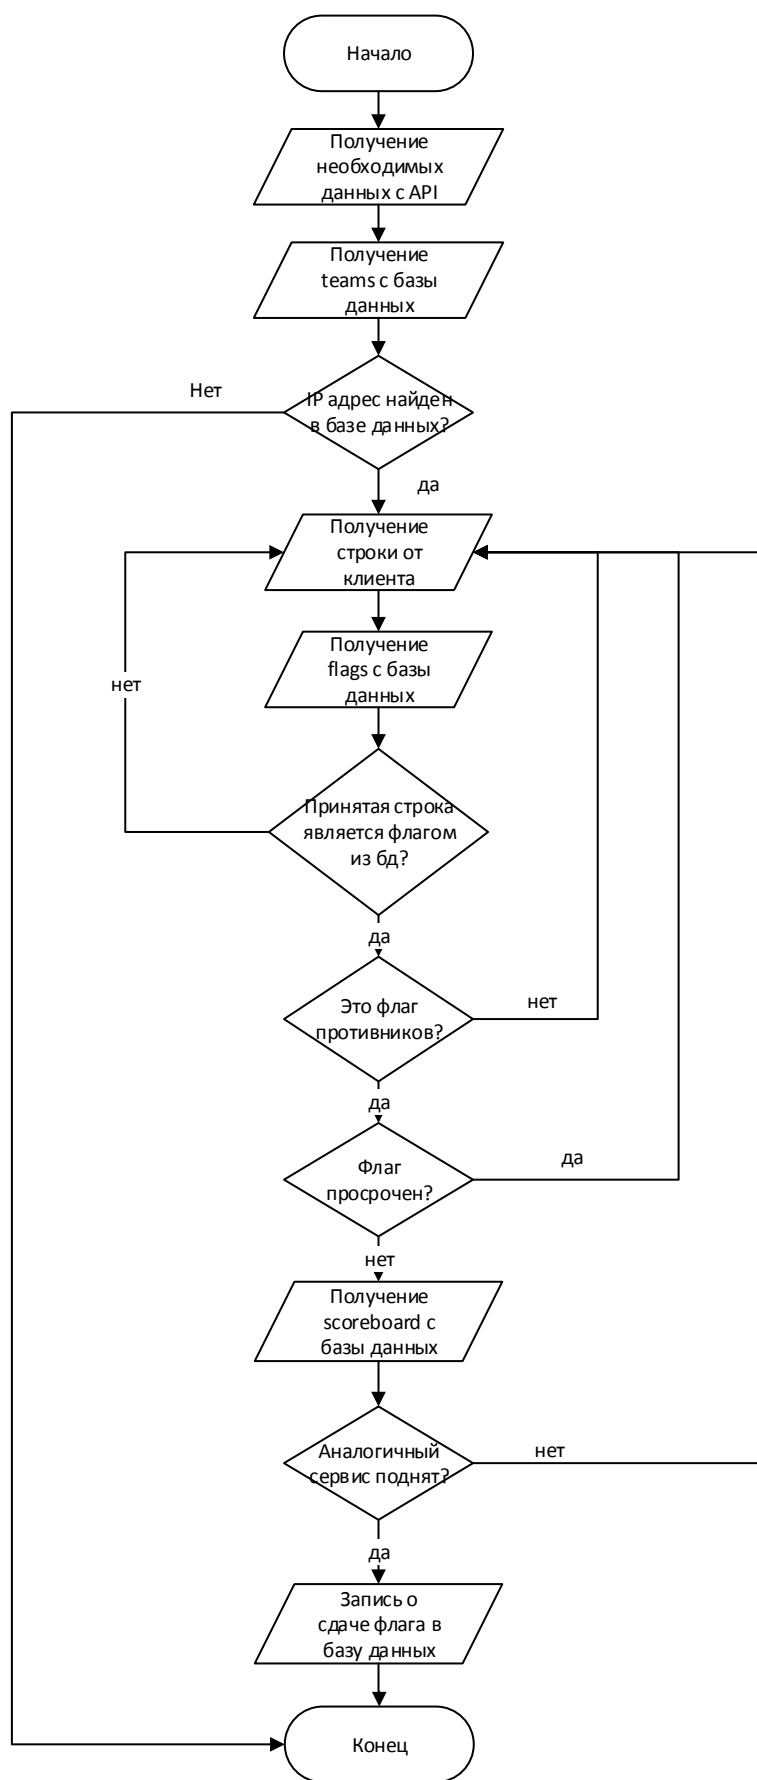 Начало
Получение
необходимых
данных с API
Получение
teams с базы
данных
Нет
IP адрес найден
в базе данных?
да
Получение
строки от
клиента
Получение
flags с базы
данных
нет
Принятая строка
является флагом
из бд?
да
Это флаг
противников?
нет
да
Флаг
просрочен?
да
нет
Получение
scoreboard с
базы данных
Аналогичный
сервис поднят?
нет
да
Запись о
сдаче флага в
базу данных
Конец